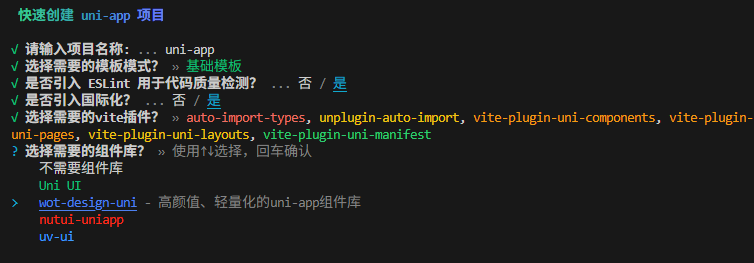 快速创建 uni-app 项目
√ 请输入项目名称: ... uni-app
√ 选择需要的模板模式? » 基础模板
√ 是否引入 ESLint 用于代码质量检测? ... 否 / 是
√ 是否引入国际化? ... 否 / 是
√ 选择需要的vite插件? » auto-import-types, unplugin-auto-import, vite-plugin-uni-components, vite-plugin-
uni-pages, vite-plugin-uni-layouts, vite-plugin-uni-manifest
? 选择需要的组件库? » 使用↑↓选择，回车确认
不需要组件库
Uni UI
> wot-design-uni - 高颜值、轻量化的uni-app组件库
nutui-uniapp
uv-ui